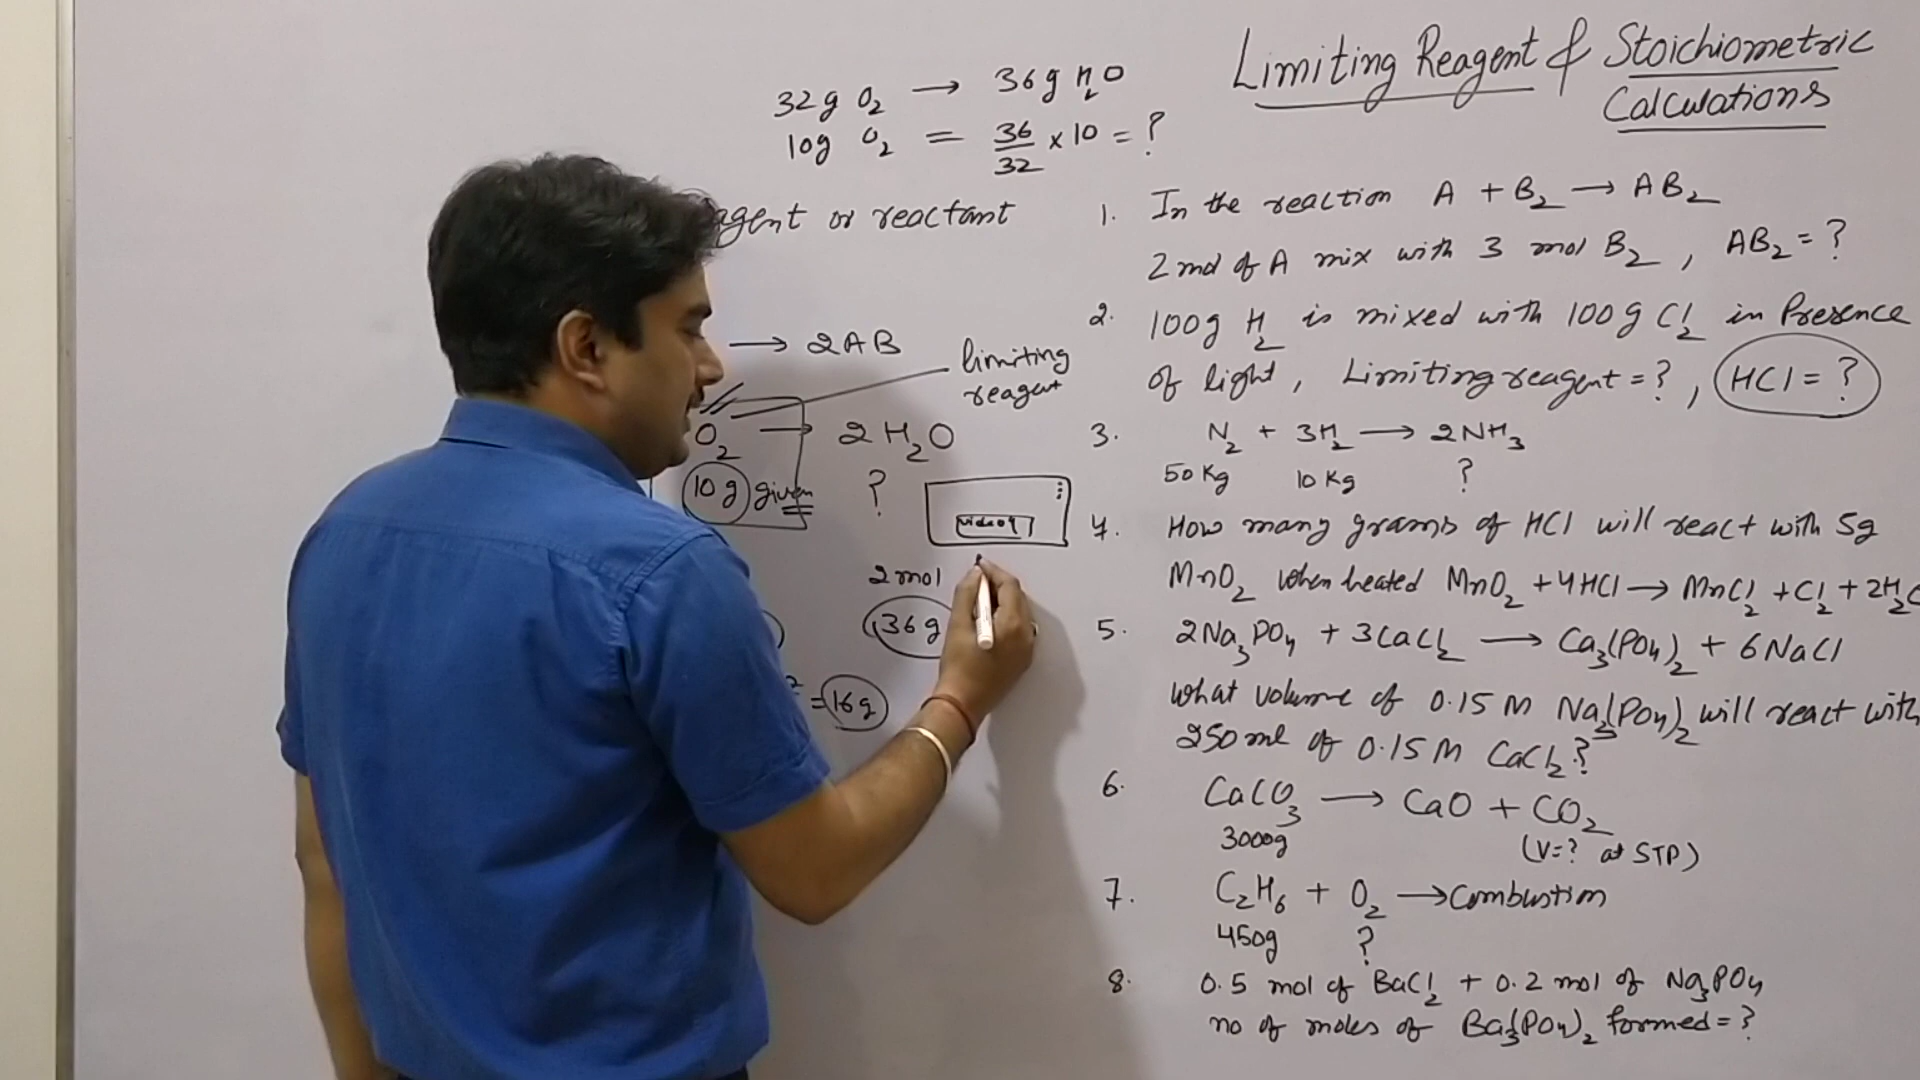 Limiting Reagent & Stoichiometric
Calculations
32g O₂ → 36g H₂O
10g O₂ = 36/32 × 10 = ?
agent or reactant
→ 2AB
limiting
reagent
O₂ → 2H₂O
10g given ?
video
2 mol
36g
= 16g
1. In the reaction A + B₂ → AB₂
2 mol of A mix with 3 mol B₂, AB₂ = ?
2. 100g H₂ is mixed with 100g Cl₂ in Presence
of light, Limiting reagent = ?, HCl = ?
3. N₂ + 3H₂ → 2NH₃
50 Kg 10 Kg ?
4. How many grams of HCl will react with 5g
MnO₂ when heated MnO₂ + 4HCl → MnCl₂ + Cl₂ + 2H₂O
5. 2Na₃PO₄ + 3CaCl₂ → Ca₃(PO₄)₂ + 6NaCl
What volume of 0.15 M Na₃(PO₄)₂ will react with
250 ml of 0.15 M CaCl₂?
6. CaCO₃ → CaO + CO₂
3000g (V=? at STP)
7. C₂H₆ + O₂ → Combustion
450g ?
8. 0.5 mol of BaCl₂ + 0.2 mol of Na₃PO₄
no of moles of Ba₃(PO₄)₂ formed = ?